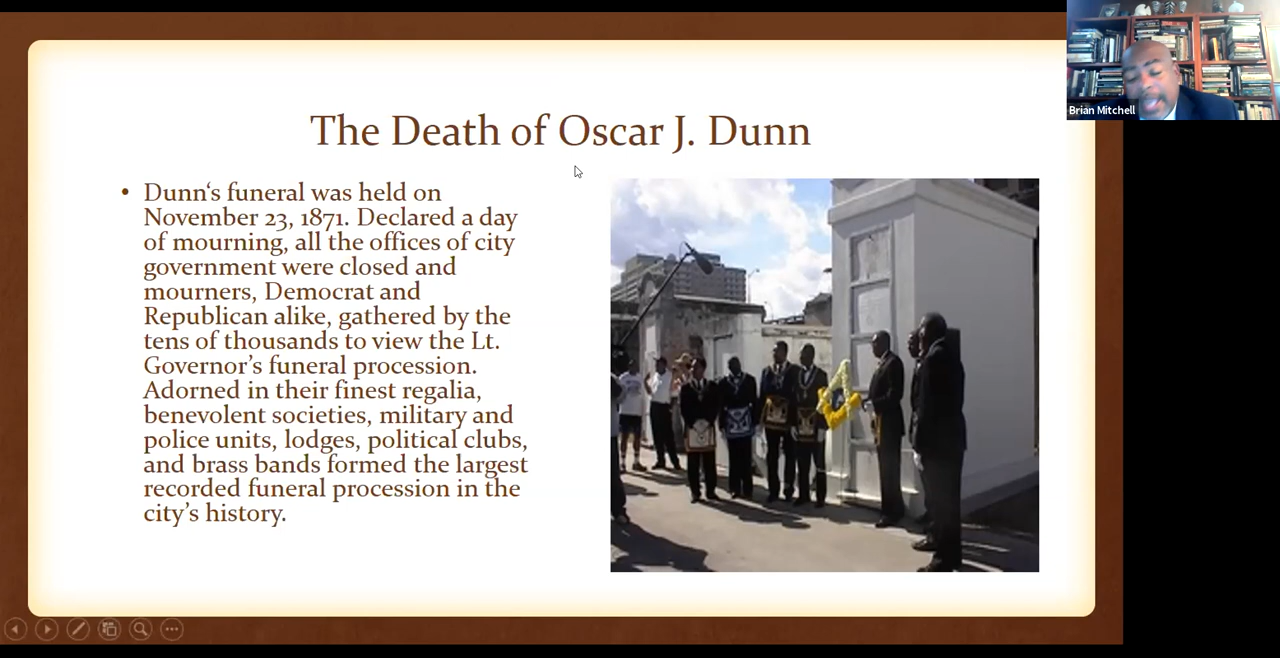 The Death of Oscar J. Dunn
Brian Mitchell
• Dunn‘s funeral was held on
November 23, 1871. Declared a day
of mourning, all the offices of city
government were closed and
mourners, Democrat and
Republican alike, gathered by the
tens of thousands to view the Lt.
Governor’s funeral procession.
Adorned in their finest regalia,
benevolent societies, military and
police units, lodges, political clubs,
and brass bands formed the largest
recorded funeral procession in the
city’s history.